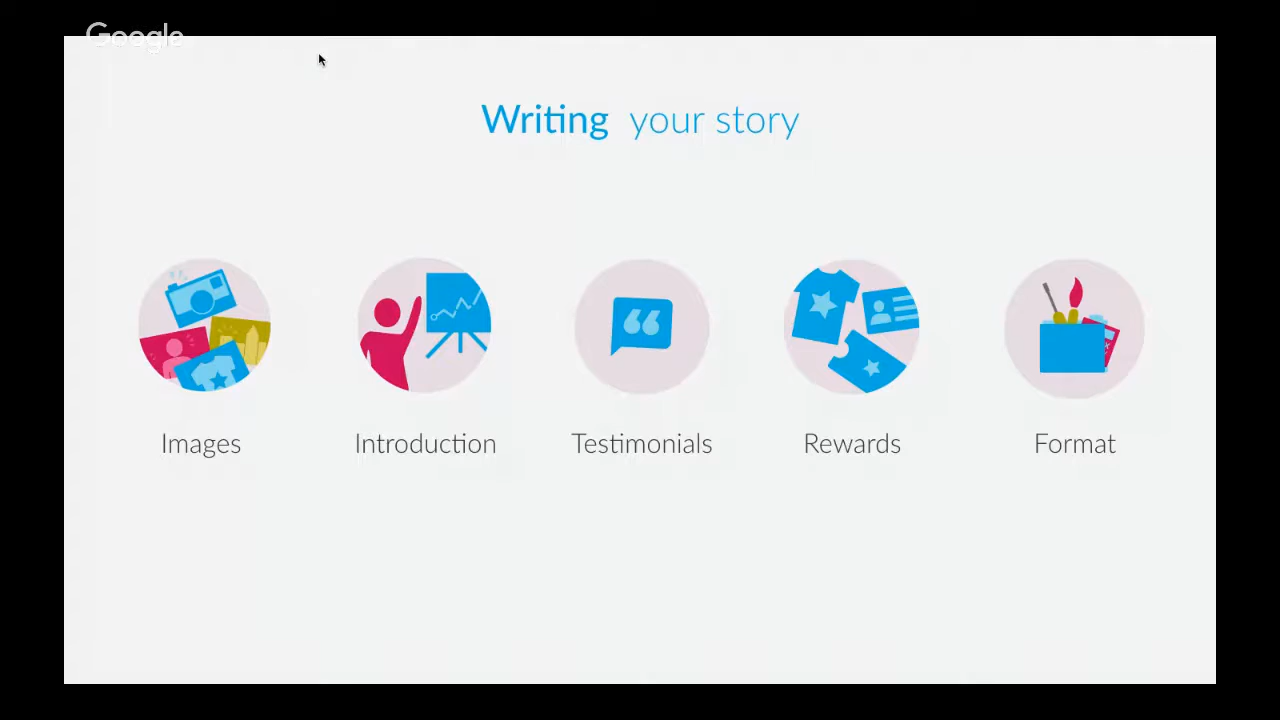 Google
Writing your story
Images Introduction Testimonials Rewards Format